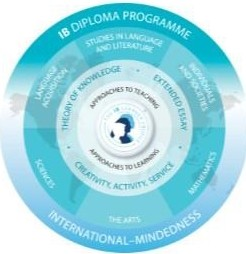 IB DIPLOMA PROGRAMME
STUDIES IN LANGUAGE
AND LITERATURE
LANGUAGE
ACQUISITION
INDIVIDUALS
AND SOCIETIES
THEORY OF KNOWLEDGE
EXTENDED ESSAY
APPROACHES TO TEACHING
APPROACHES TO LEARNING
CREATIVITY, ACTIVITY, SERVICE
SCIENCES
MATHEMATICS
THE ARTS
INTERNATIONAL-MINDEDNESS